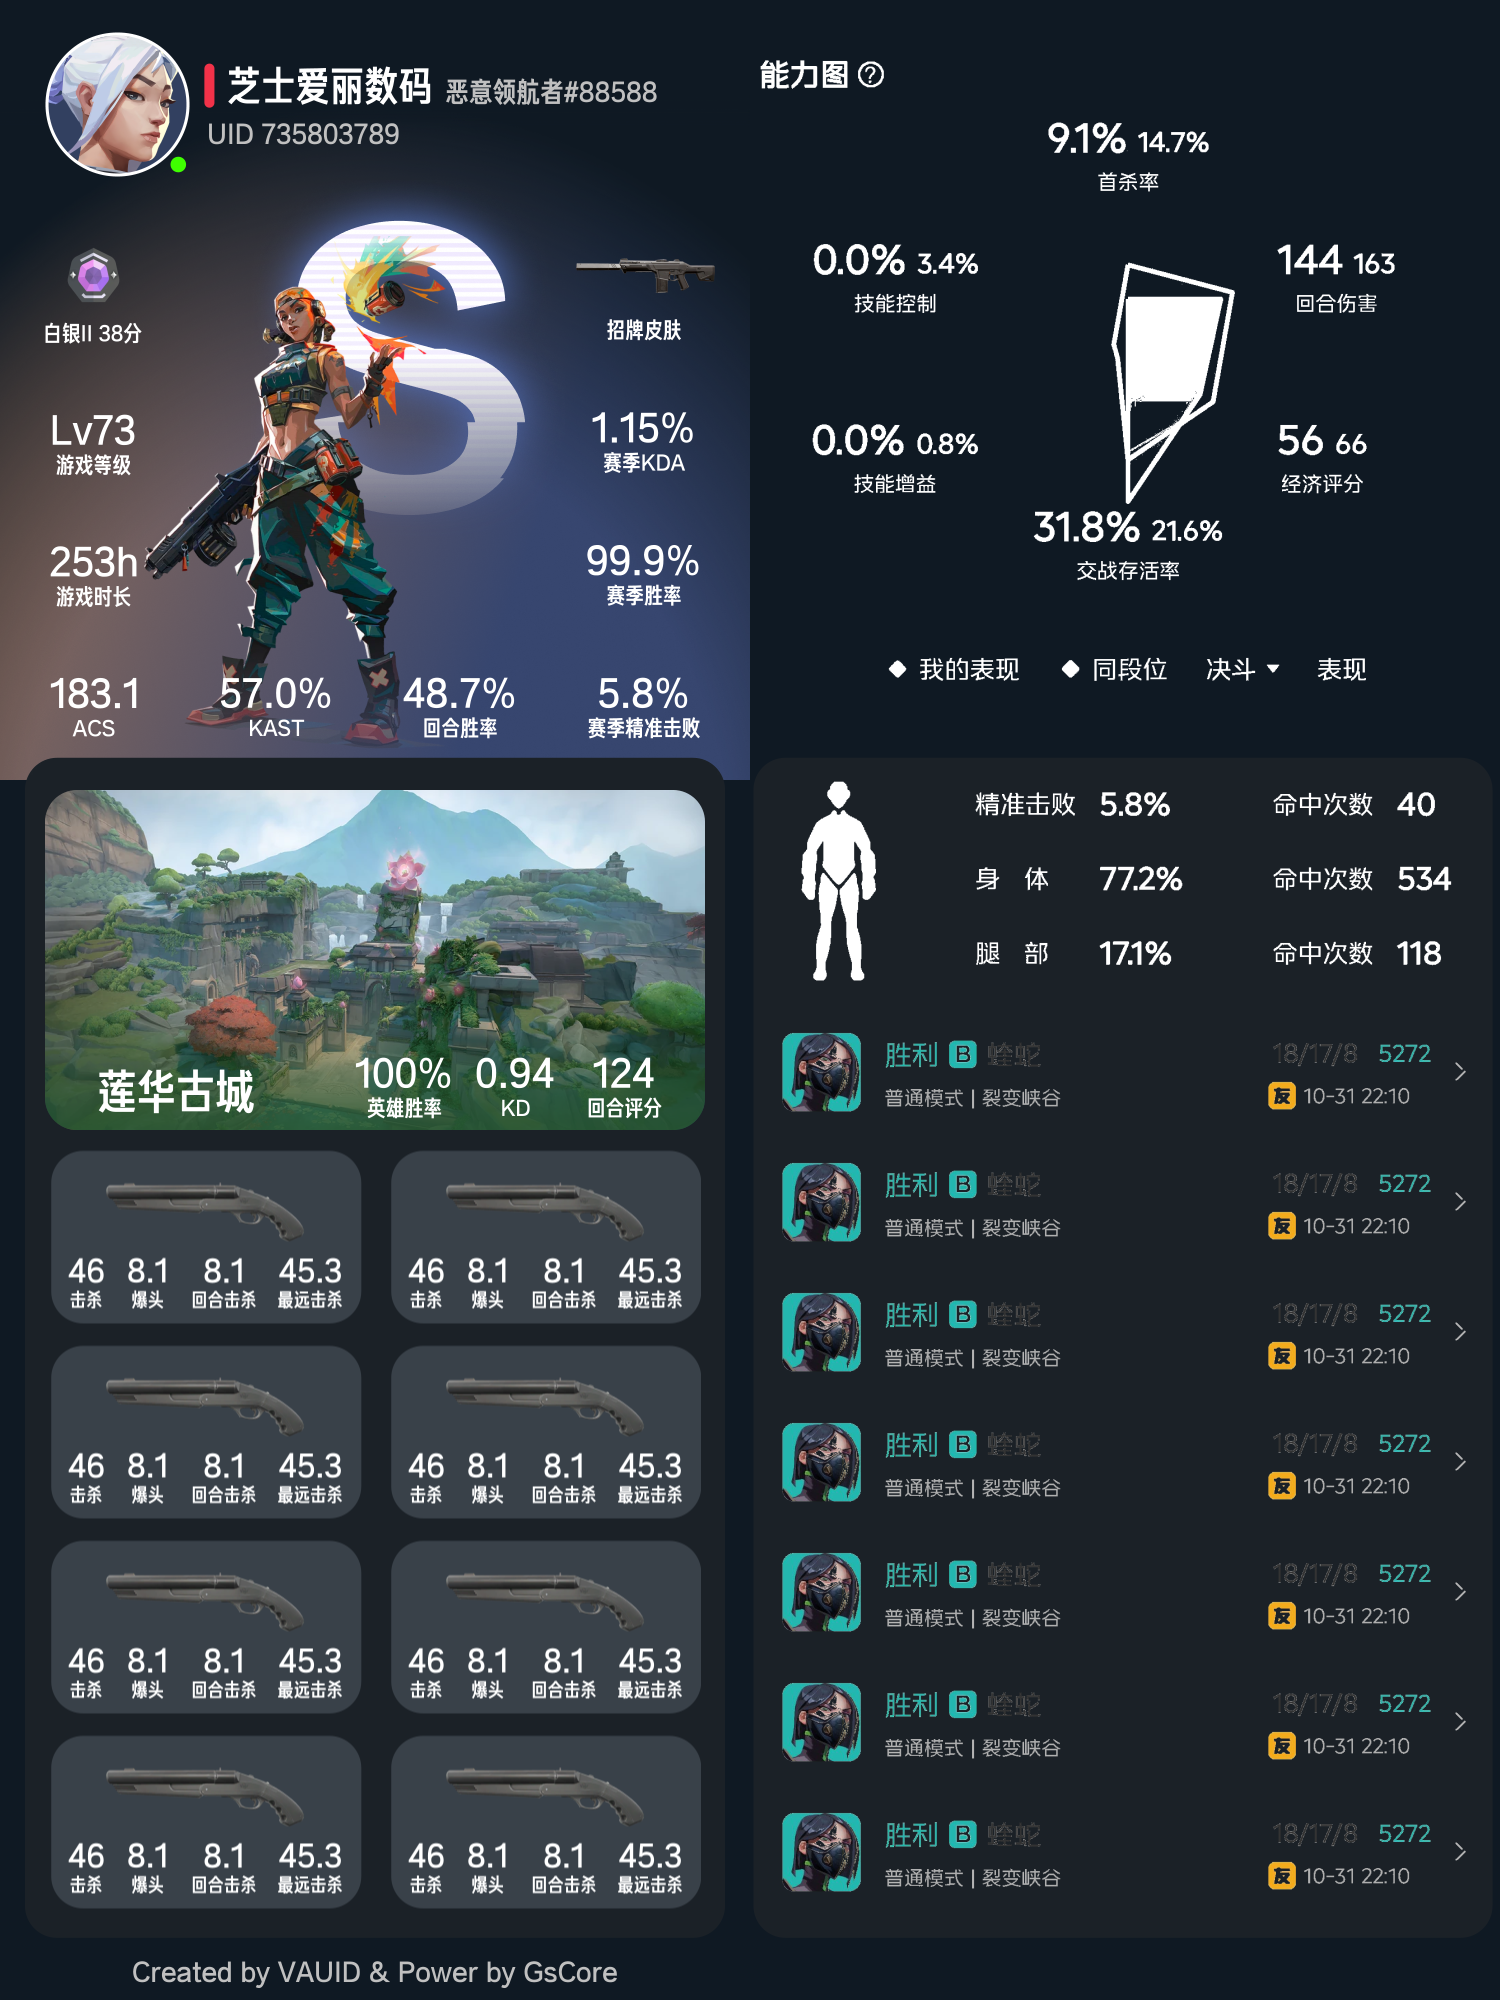 芝士爱丽数码 恶意领航者#88588
UID 735803789
S
白银II 38分
招牌皮肤
Lv73
游戏等级
1.15%
赛季KDA
253h
游戏时长
99.9%
赛季胜率
183.1 57.0% 48.7% 5.8%
ACS KAST 回合胜率 赛季精准击败
莲华古城
100% 0.94 124
英雄胜率 KD 回合评分
46 8.1 8.1 45.3
击杀 爆头 回合击杀 最远击杀
46 8.1 8.1 45.3
击杀 爆头 回合击杀 最远击杀
46 8.1 8.1 45.3
击杀 爆头 回合击杀 最远击杀
46 8.1 8.1 45.3
击杀 爆头 回合击杀 最远击杀
46 8.1 8.1 45.3
击杀 爆头 回合击杀 最远击杀
46 8.1 8.1 45.3
击杀 爆头 回合击杀 最远击杀
46 8.1 8.1 45.3
击杀 爆头 回合击杀 最远击杀
46 8.1 8.1 45.3
击杀 爆头 回合击杀 最远击杀
Created by VAUID & Power by GsCore
能力图 ?
9.1% 14.7%
首杀率
0.0% 3.4%
技能控制
144 163
回合伤害
0.0% 0.8%
技能增益
56 66
经济评分
31.8% 21.6%
交战存活率
我的表现 同段位 决斗 表现
精准击败 5.8% 命中次数 40
身 体 77.2% 命中次数 534
腿 部 17.1% 命中次数 118
胜利 B 蝰蛇 18/17/8 5272
普通模式 | 裂变峡谷 友 10-31 22:10
胜利 B 蝰蛇 18/17/8 5272
普通模式 | 裂变峡谷 友 10-31 22:10
胜利 B 蝰蛇 18/17/8 5272
普通模式 | 裂变峡谷 友 10-31 22:10
胜利 B 蝰蛇 18/17/8 5272
普通模式 | 裂变峡谷 友 10-31 22:10
胜利 B 蝰蛇 18/17/8 5272
普通模式 | 裂变峡谷 友 10-31 22:10
胜利 B 蝰蛇 18/17/8 5272
普通模式 | 裂变峡谷 友 10-31 22:10
胜利 B 蝰蛇 18/17/8 5272
普通模式 | 裂变峡谷 友 10-31 22:10